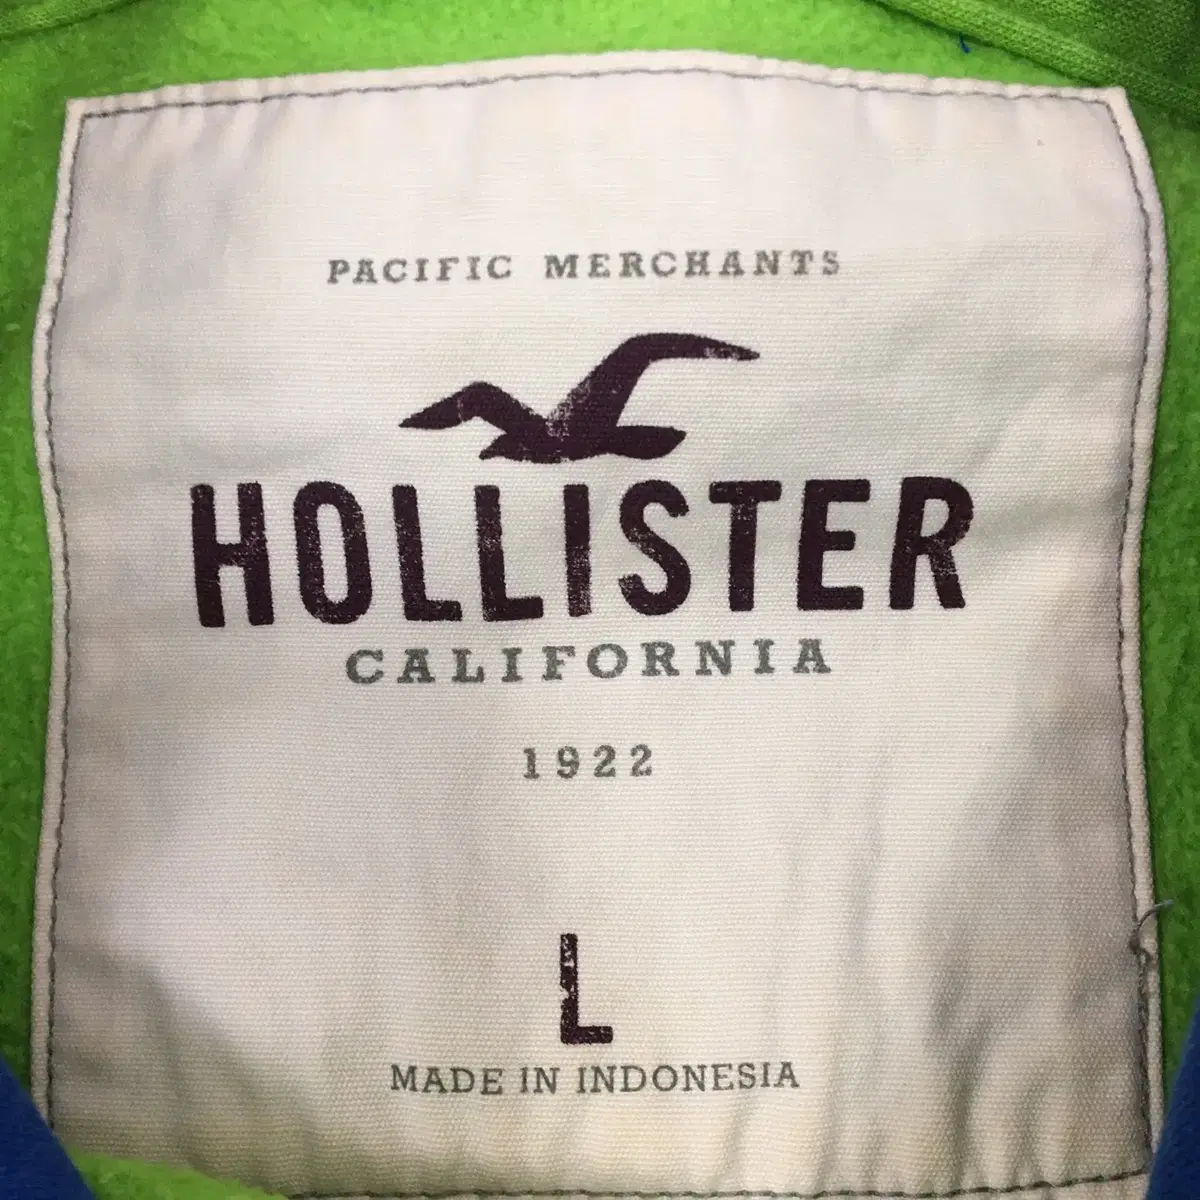 PACIFIC MERCHANTS
HOLLISTER
CALIFORNIA
1922
L
MADE IN INDONESIA